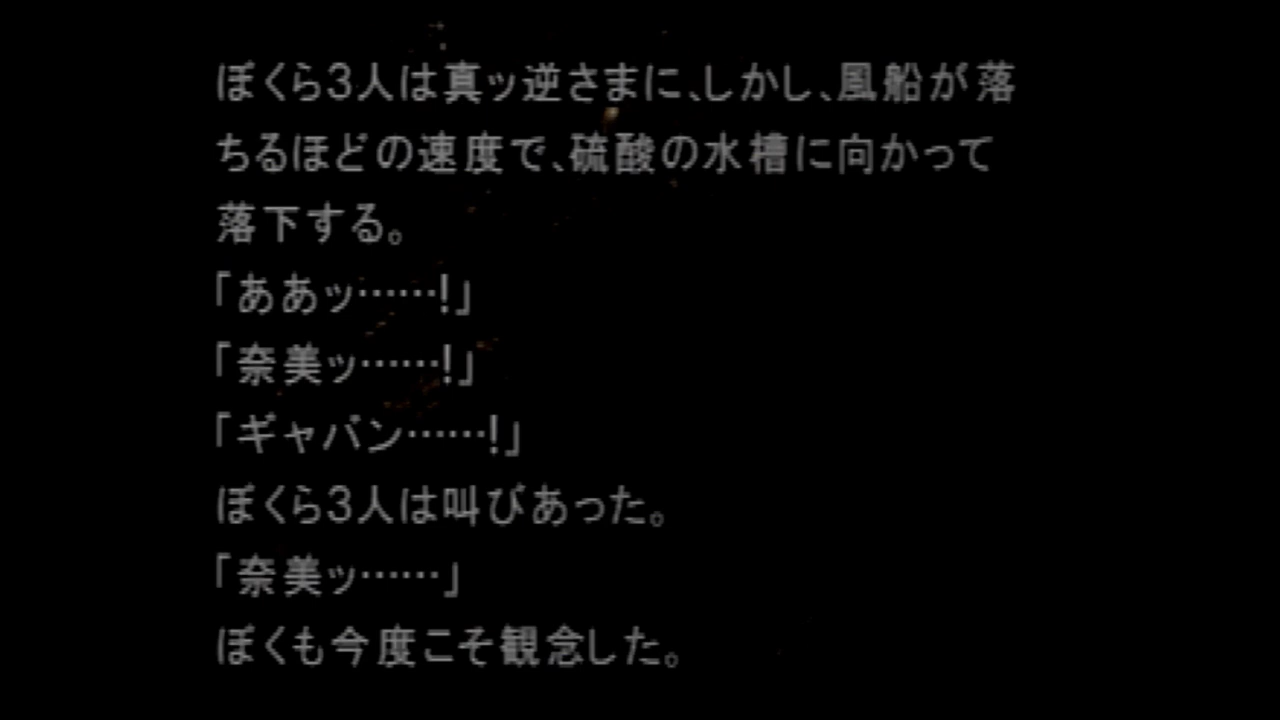 ぼくら3人は真ッ逆さまに、しかし、風船が落
ちるほどの速度で、硫酸の水槽に向かって
落下する。
「ああッ……!」
「奈美ッ……!」
「ギャバン……!」
ぼくら3人は叫びあった。
「奈美ッ……」
ぼくも今度こそ観念した。